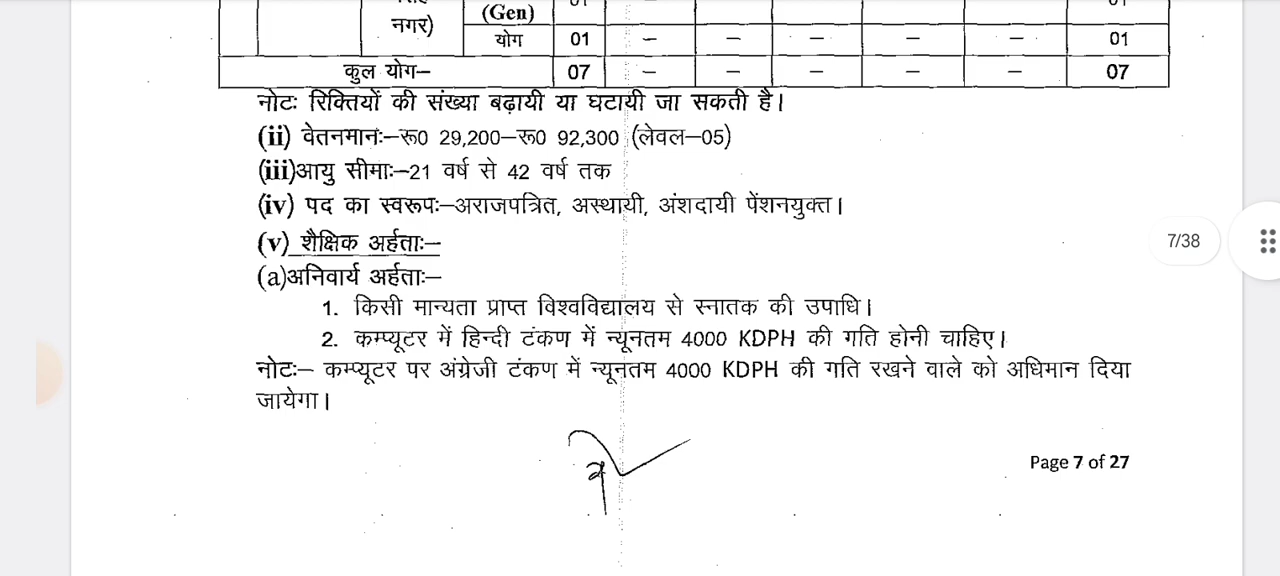 नगर)
(Gen)
योग 01 – – – – – 01
कुल योग– 07 – – – – – 07
नोटः रिक्तियों की संख्या बढ़ायी या घटायी जा सकती है।
(ii) वेतनमानः–रू0 29,200–रू0 92,300 (लेवल–05)
(iii)आयु सीमाः–21 वर्ष से 42 वर्ष तक
(iv) पद का स्वरूपः–अराजपत्रित, अस्थायी, अंशदायी पेंशनयुक्त।
(v) शैक्षिक अर्हताः–
(a)अनिवार्य अर्हताः–
1. किसी मान्यता प्राप्त विश्वविद्यालय से स्नातक की उपाधि।
2. कम्प्यूटर में हिन्दी टंकण में न्यूनतम 4000 KDPH की गति होनी चाहिए।
नोटः– कम्प्यूटर पर अंग्रेजी टंकण में न्यूनतम 4000 KDPH की गति रखने वाले को अधिमान दिया
जायेगा।
Page 7 of 27
7/38